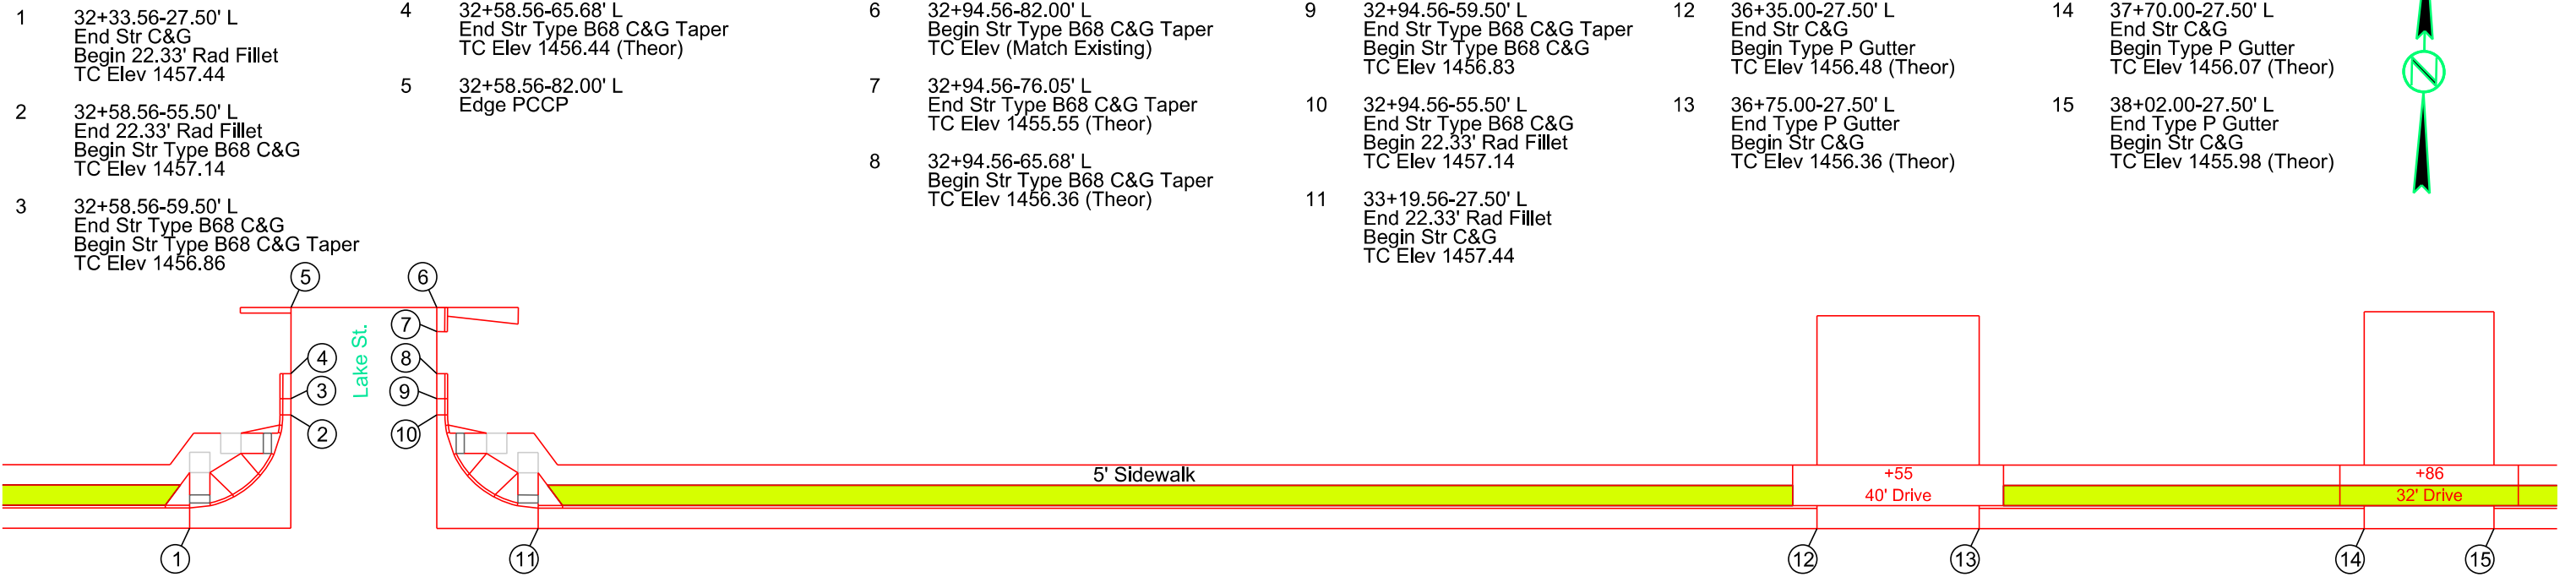 1 32+33.56-27.50' L
End Str C&G
Begin 22.33' Rad Fillet
TC Elev 1457.44
2 32+58.56-55.50' L
End 22.33' Rad Fillet
Begin Str Type B68 C&G
TC Elev 1457.14
3 32+58.56-59.50' L
End Str Type B68 C&G
Begin Str Type B68 C&G Taper
TC Elev 1456.86
4 32+58.56-65.68' L
End Str Type B68 C&G Taper
TC Elev 1456.44 (Theor)
5 32+58.56-82.00' L
Edge PCCP
6 32+94.56-82.00' L
Begin Str Type B68 C&G Taper
TC Elev (Match Existing)
7 32+94.56-76.05' L
End Str Type B68 C&G Taper
TC Elev 1455.55 (Theor)
8 32+94.56-65.68' L
Begin Str Type B68 C&G Taper
TC Elev 1456.36 (Theor)
9 32+94.56-59.50' L
End Str Type B68 C&G Taper
Begin Str Type B68 C&G
TC Elev 1456.83
10 32+94.56-55.50' L
End Str Type B68 C&G
Begin 22.33' Rad Fillet
TC Elev 1457.14
11 33+19.56-27.50' L
End 22.33' Rad Fillet
Begin Str C&G
TC Elev 1457.44
12 36+35.00-27.50' L
End Str C&G
Begin Type P Gutter
TC Elev 1456.48 (Theor)
13 36+75.00-27.50' L
End Type P Gutter
Begin Str C&G
TC Elev 1456.36 (Theor)
14 37+70.00-27.50' L
End Str C&G
Begin Type P Gutter
TC Elev 1456.07 (Theor)
15 38+02.00-27.50' L
End Type P Gutter
Begin Str C&G
TC Elev 1455.98 (Theor)
N
5
6
7
4
8
3
9
2
10
Lake St.
5' Sidewalk
+55
40' Drive
+86
32' Drive
1
11
12
13
14
15